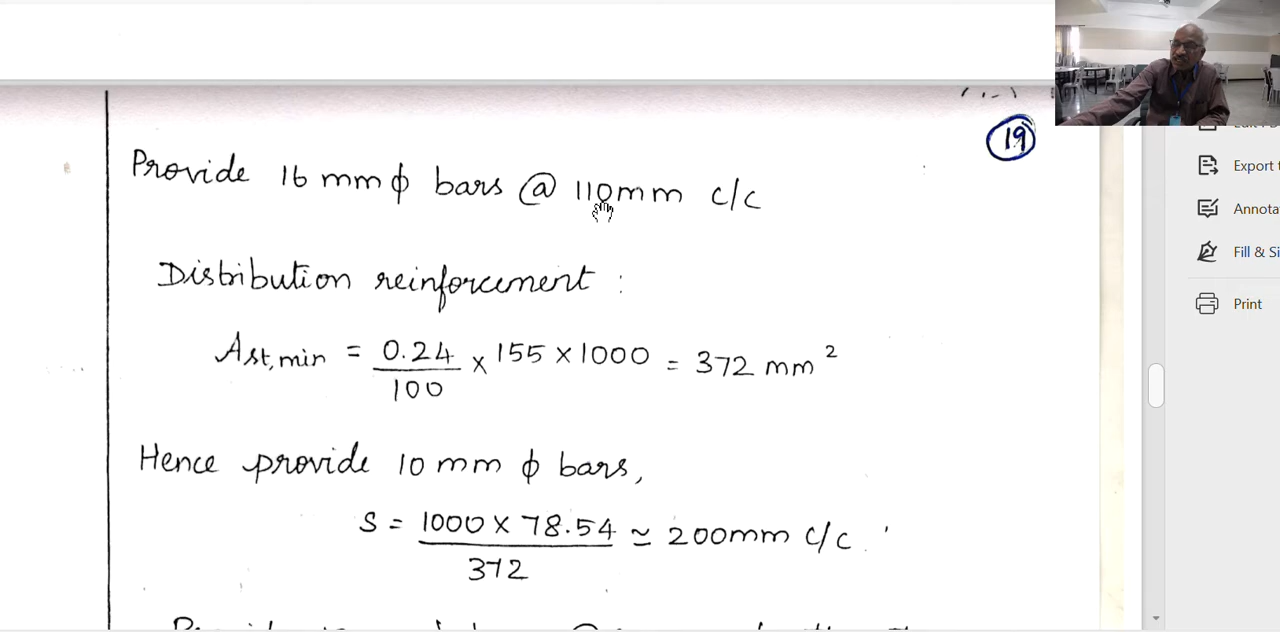 19
Provide 16 mm ϕ bars @ 110mm c/c
Distribution reinforcement :
Ast,min = 0.24/100 × 155 × 1000 = 372 mm²
Hence provide 10 mm ϕ bars,
S = 1000 × 78.54/372 ≃ 200mm c/c
Export
Annota
Fill & Si
Print